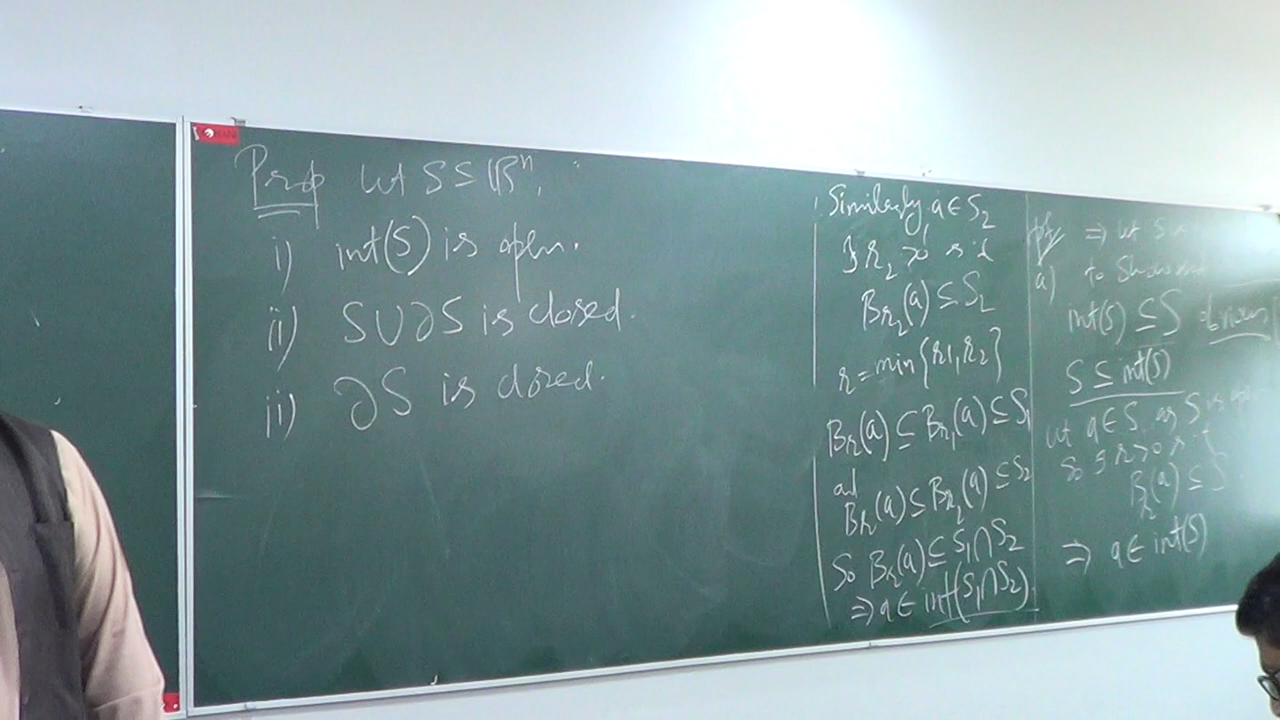 Prop Let S ⊆ ℝⁿ,
i) int(S) is open.
ii) S∪∂S is closed.
iii) ∂S is closed.
Similarly, a ∈ S₂
∃ r₂ > 0 s.t
B_{r₂}(a) ⊆ S₂
r = min{r₁, r₂}
B_r(a) ⊆ B_{r₁}(a) ⊆ S₁
and
B_r(a) ⊆ B_{r₂}(a) ⊆ S₂
So B_r(a) ⊆ S₁∩S₂
⇒ a ∈ int(S₁∩S₂)
⇒ Let S
a) to Show
int(S) ⊆ S
S ⊆ int(S)
Let a ∈ S as S is
So ∃ r>0 s.t
B_r(a) ⊆ S
⇒ a ∈ int(S)